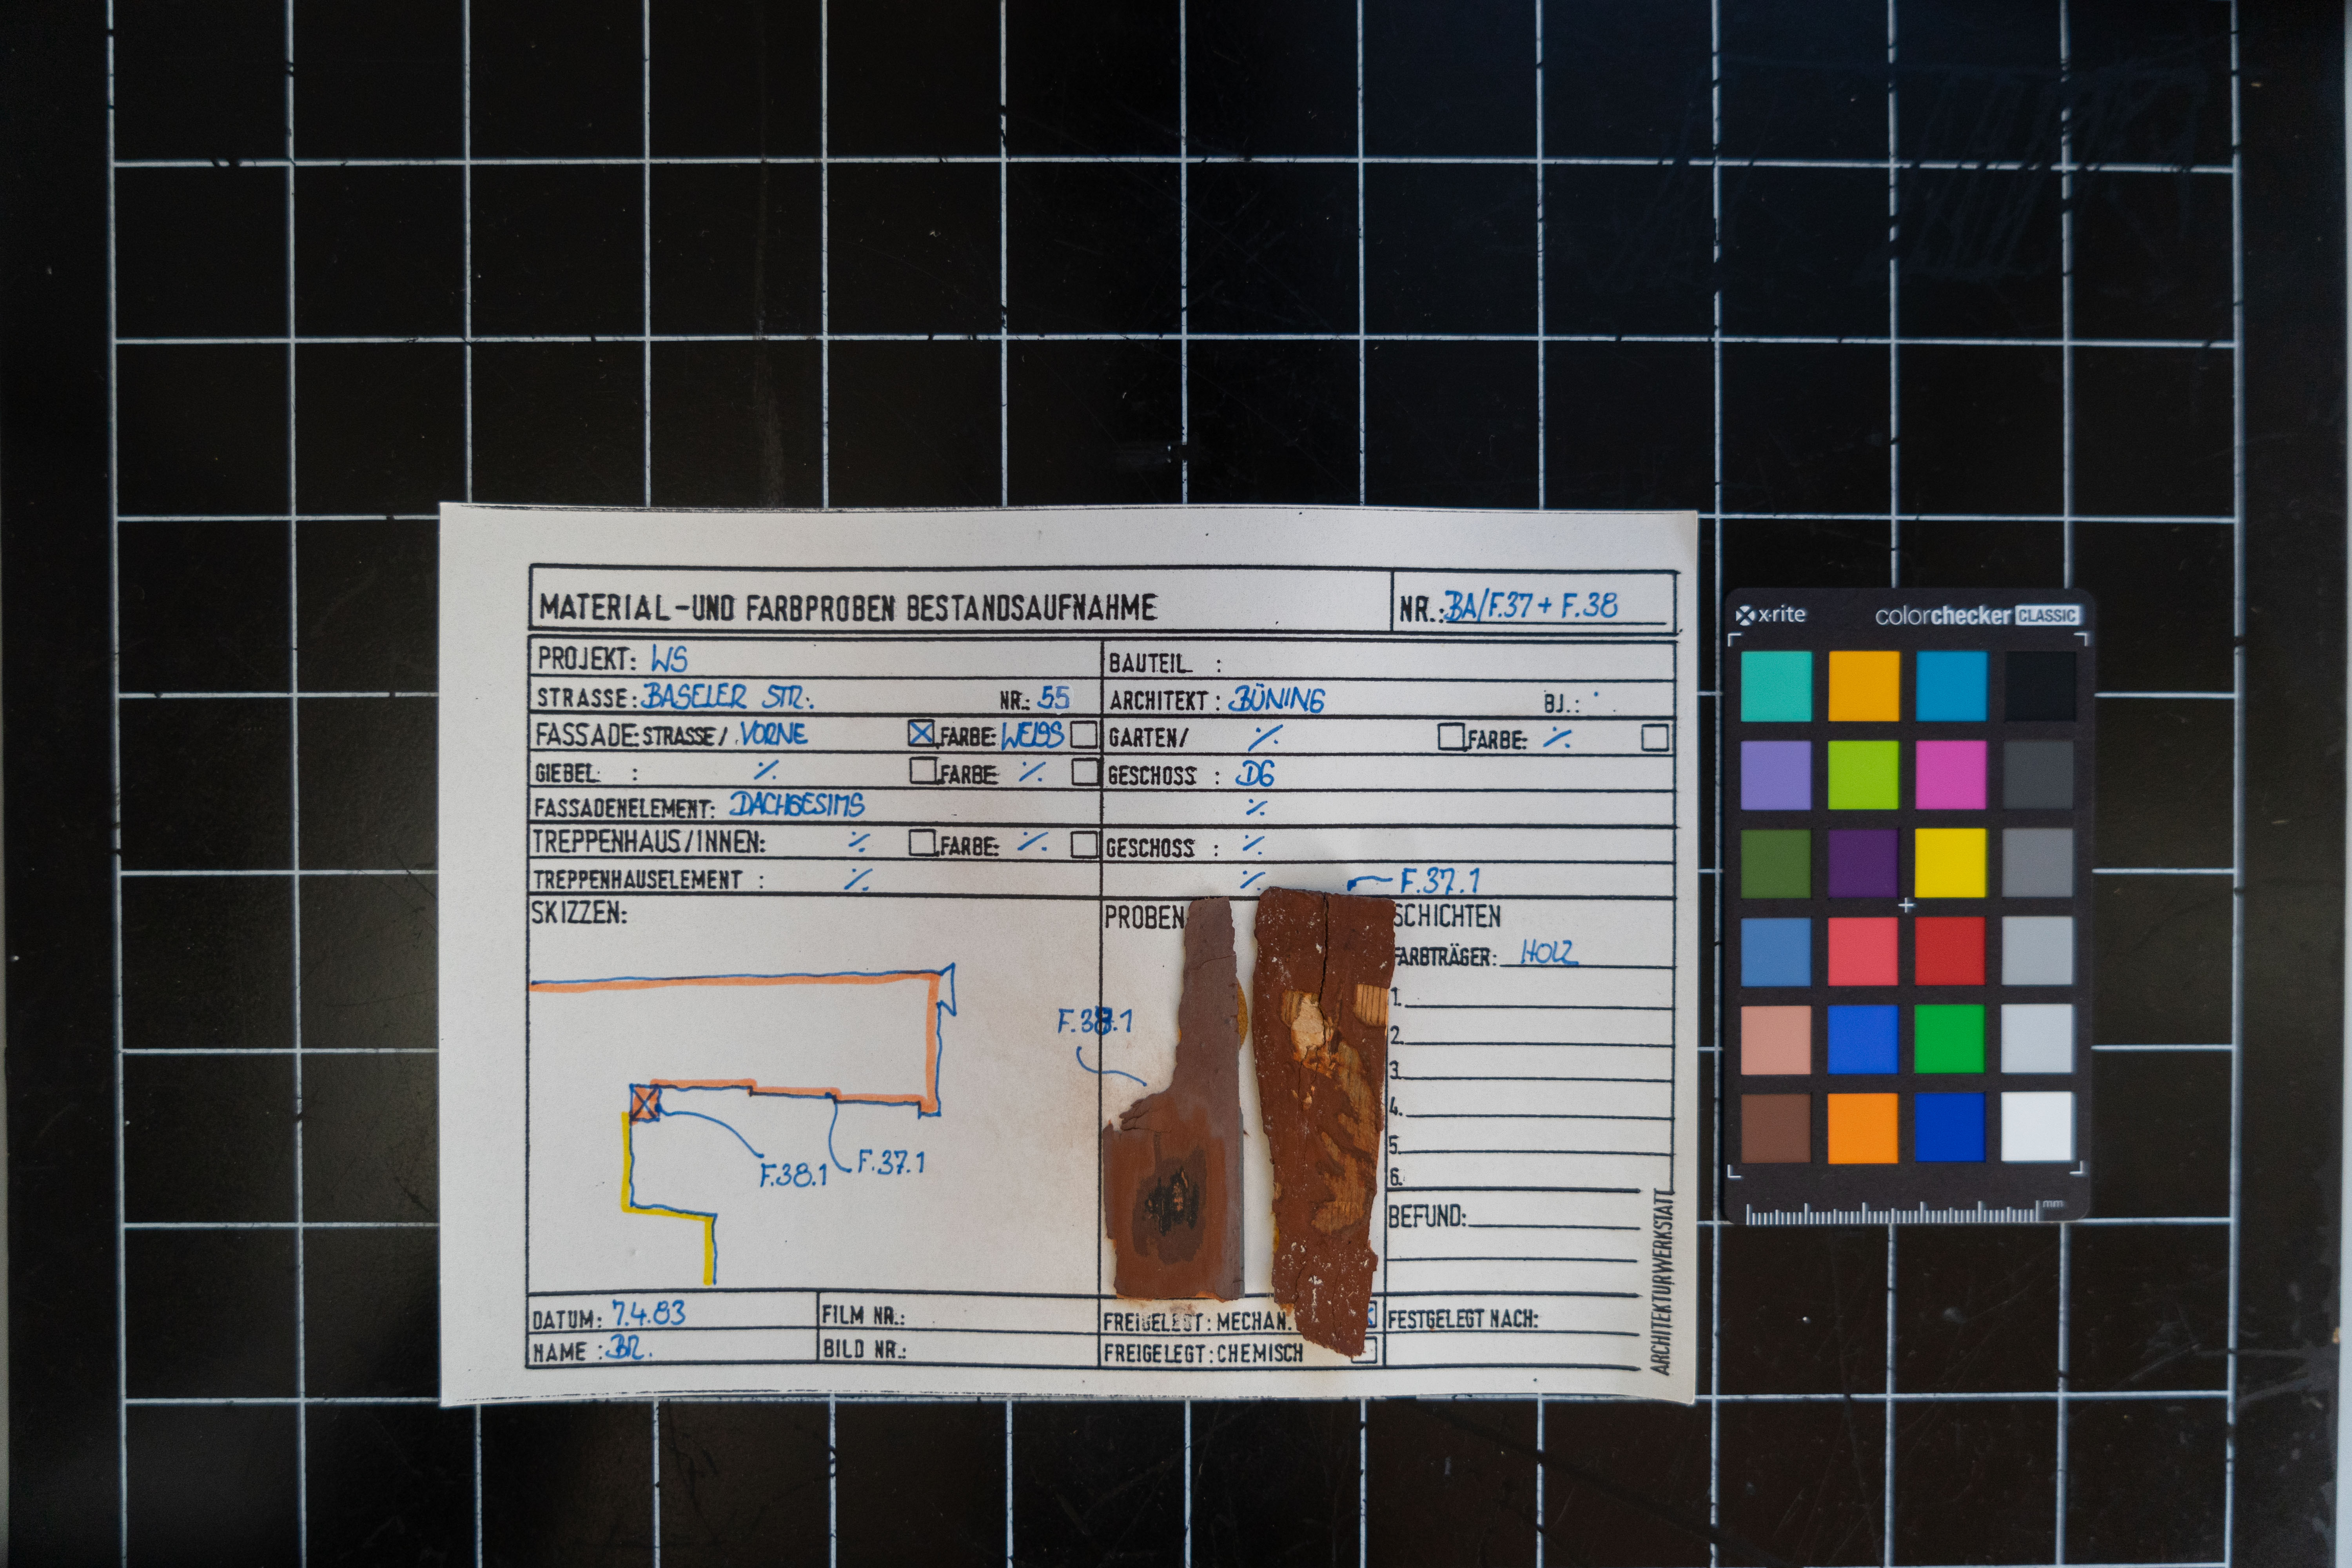 MATERIAL-UND FARBPROBEN BESTANDSAUFNAHME
NR.: BA/F.37 + F.38
PROJEKT: WS
BAUTEIL :
STRASSE: BASELER STR. NR.: 55
ARCHITEKT : BÜNING BJ.:
FASSADE: STRASSE/ VORNE FARBE: WEISS
GARTEN/ ·/. FARBE: ·/.
GIEBEL : ·/. FARBE ·/.
GESCHOSS : DG
FASSADENELEMENT: DACHGESIMS
·/.
TREPPENHAUS/INNEN: ·/. FARBE: ·/.
GESCHOSS : ·/.
TREPPENHAUSELEMENT : ·/.
·/.
F.37.1
SKIZZEN:
PROBEN
SCHICHTEN
FARBTRÄGER: HOLZ
1.
2.
3.
4.
5.
6.
F.38.1
F.38.1
F.37.1
BEFUND:
DATUM: 7.4.83
FILM NR.:
FREIGELEGT: MECHAN.
FESTGELEGT NACH:
NAME : BR.
BILD NR.:
FREIGELEGT: CHEMISCH
ARCHITEKTURWERKSTATT
x-rite
colorchecker CLASSIC
mm